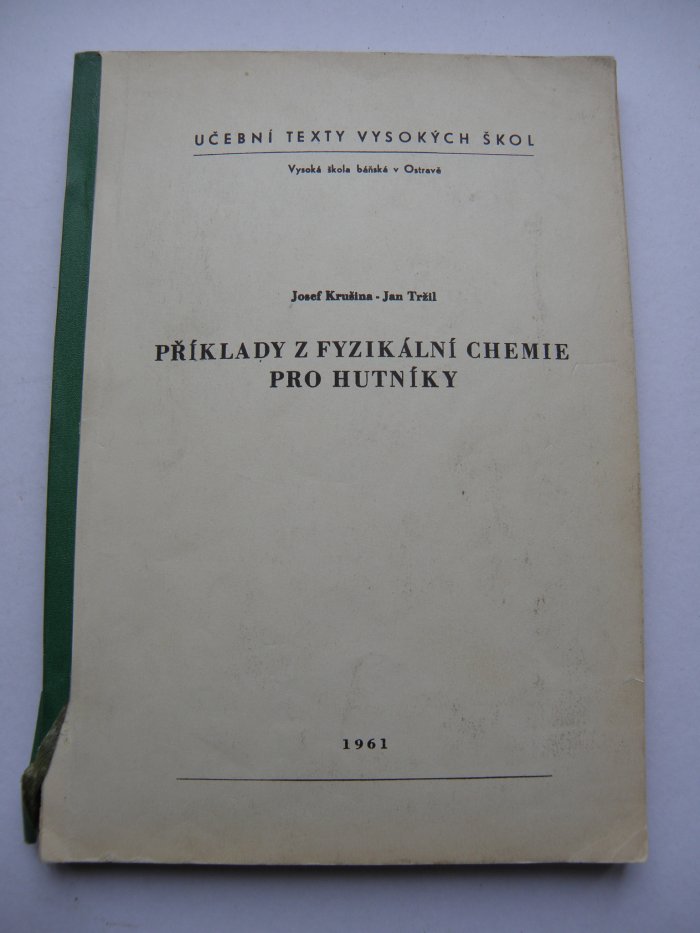 UČEBNÍ TEXTY VYSOKÝCH ŠKOL
Vysoká škola báňská v Ostravě
Josef Krušina - Jan Tržil
PŘÍKLADY Z FYZIKÁLNÍ CHEMIE
PRO HUTNÍKY
1961